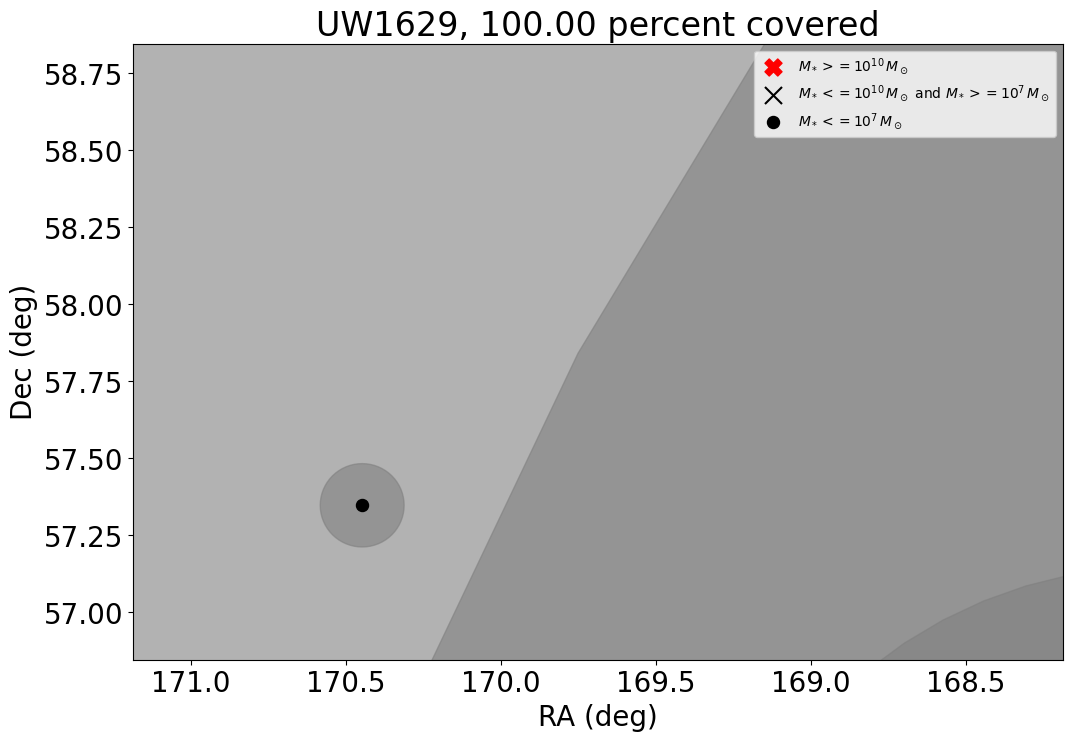 UW1629, 100.00 percent covered
M* >= 10^10 M⊙
M* <= 10^10 M⊙ and M* >= 10^7 M⊙
M* <= 10^7 M⊙
58.75
58.50
58.25
58.00
57.75
57.50
57.25
57.00
Dec (deg)
171.0 170.5 170.0 169.5 169.0 168.5
RA (deg)